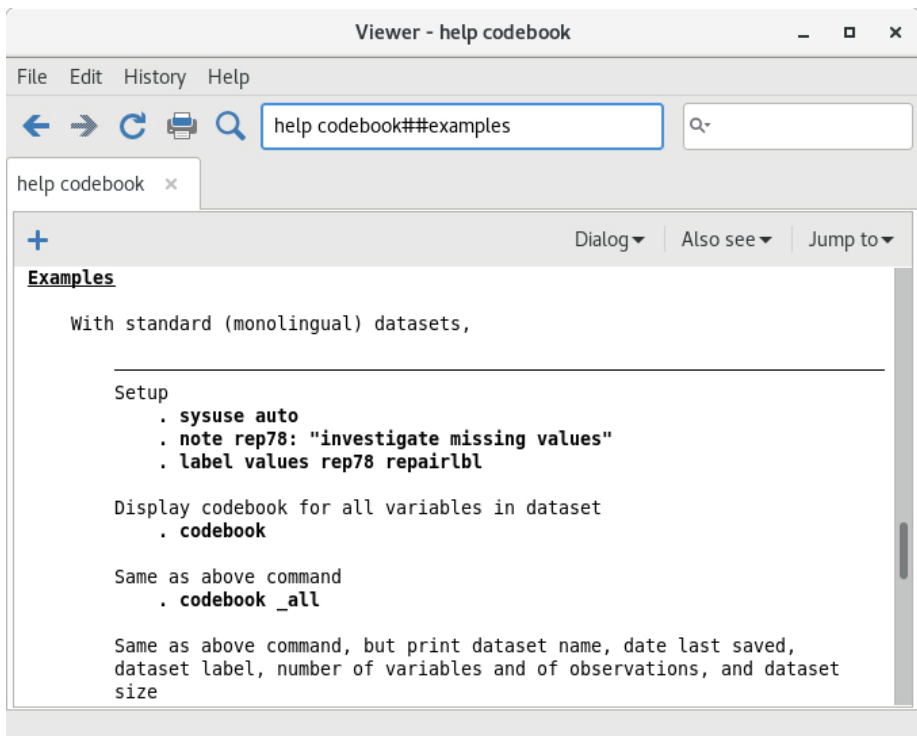 Viewer - help codebook
File Edit History Help
help codebook##examples
help codebook
Dialog Also see Jump to
Examples
With standard (monolingual) datasets,
Setup
. sysuse auto
. note rep78: "investigate missing values"
. label values rep78 repairlbl
Display codebook for all variables in dataset
. codebook
Same as above command
. codebook _all
Same as above command, but print dataset name, date last saved,
dataset label, number of variables and of observations, and dataset
size